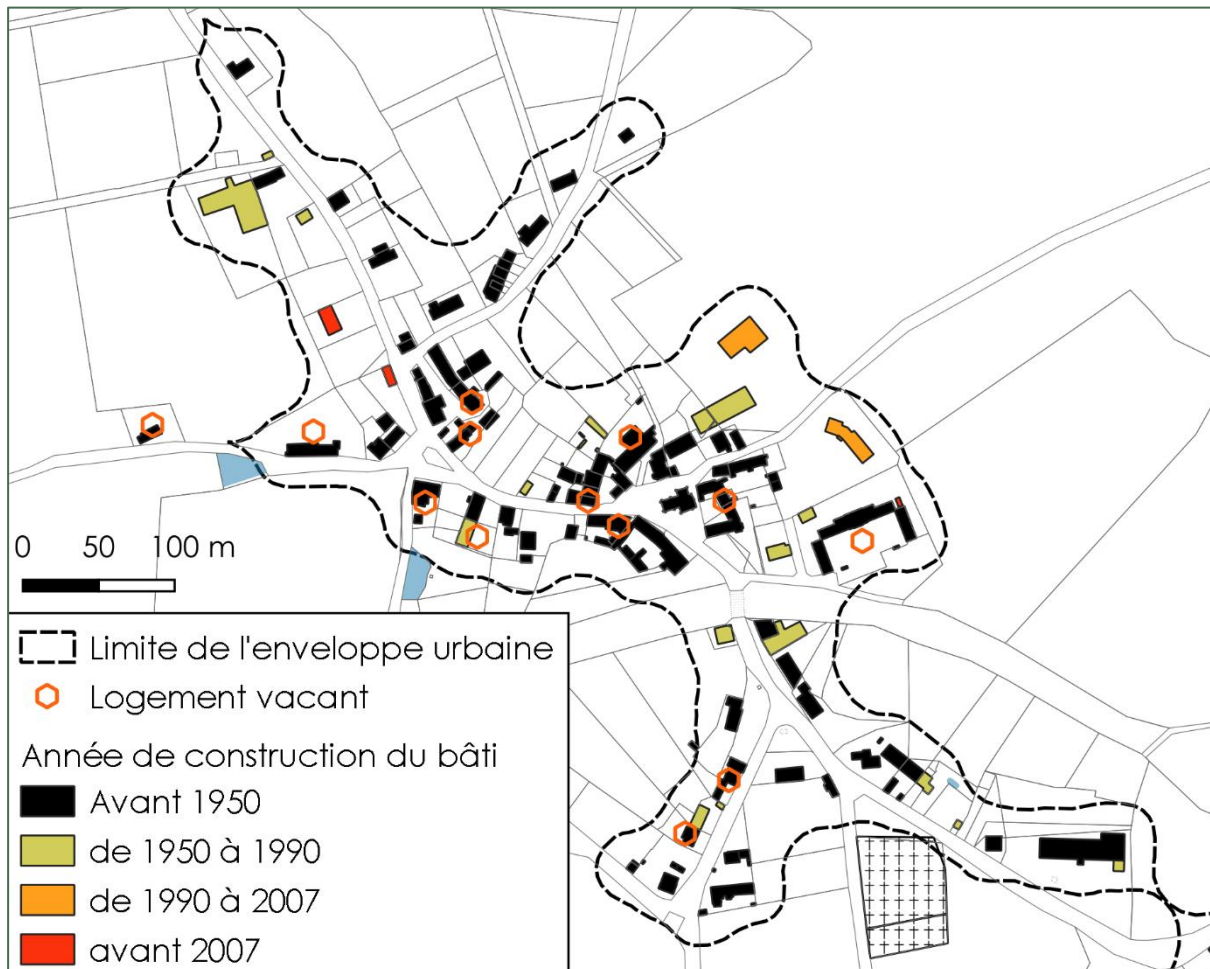 0 50 100 m
Limite de l'enveloppe urbaine
Logement vacant
Année de construction du bâti
Avant 1950
de 1950 à 1990
de 1990 à 2007
avant 2007